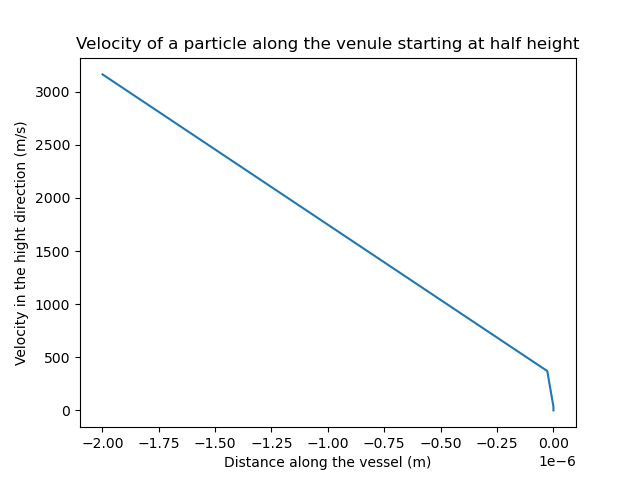 Velocity of a particle along the venule starting at half height
Velocity in the hight direction (m/s)
3000
2500
2000
1500
1000
500
0
−2.00 −1.75 −1.50 −1.25 −1.00 −0.75 −0.50 −0.25 0.00
1e−6
Distance along the vessel (m)